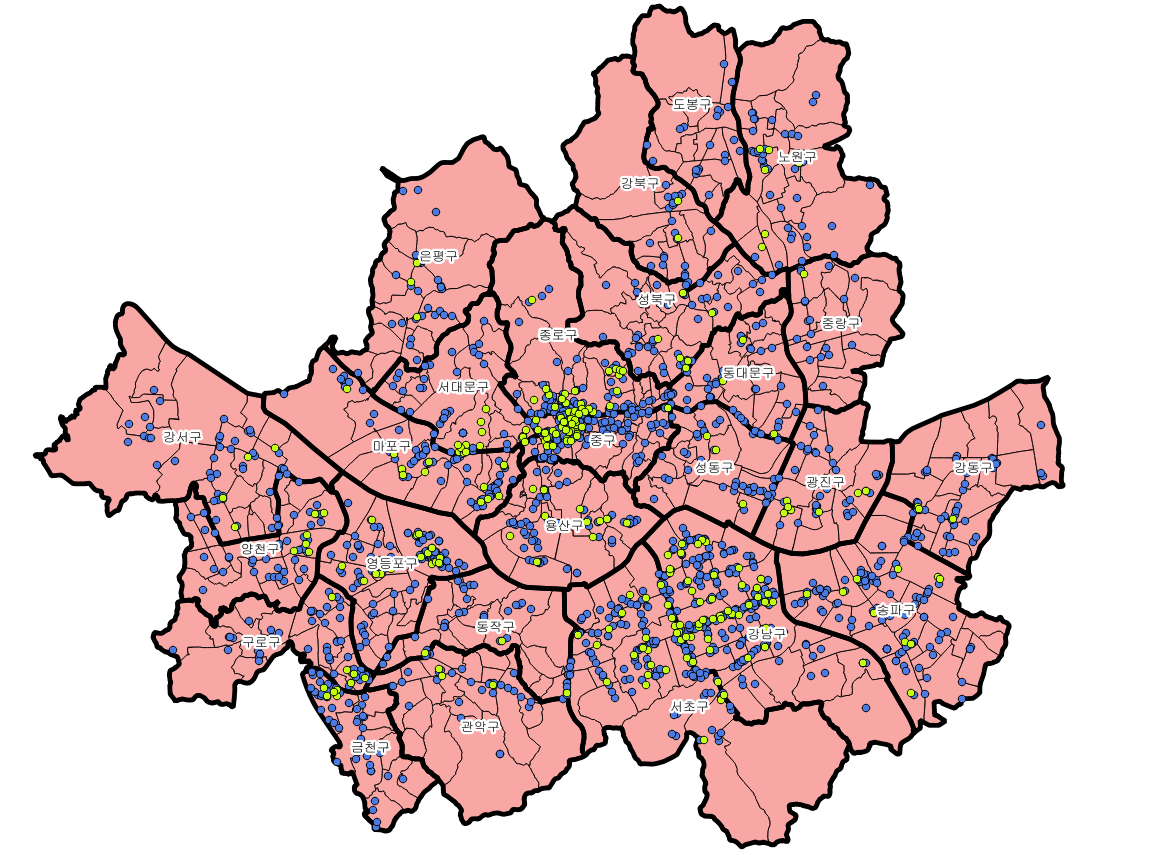 도봉구
노원구
강북구
은평구
성북구
중랑구
종로구
동대문구
서대문구
강서구
중구
마포구
성동구
강동구
광진구
용산구
양천구
영등포구
송파구
동작구
강남구
구로구
서초구
관악구
금천구